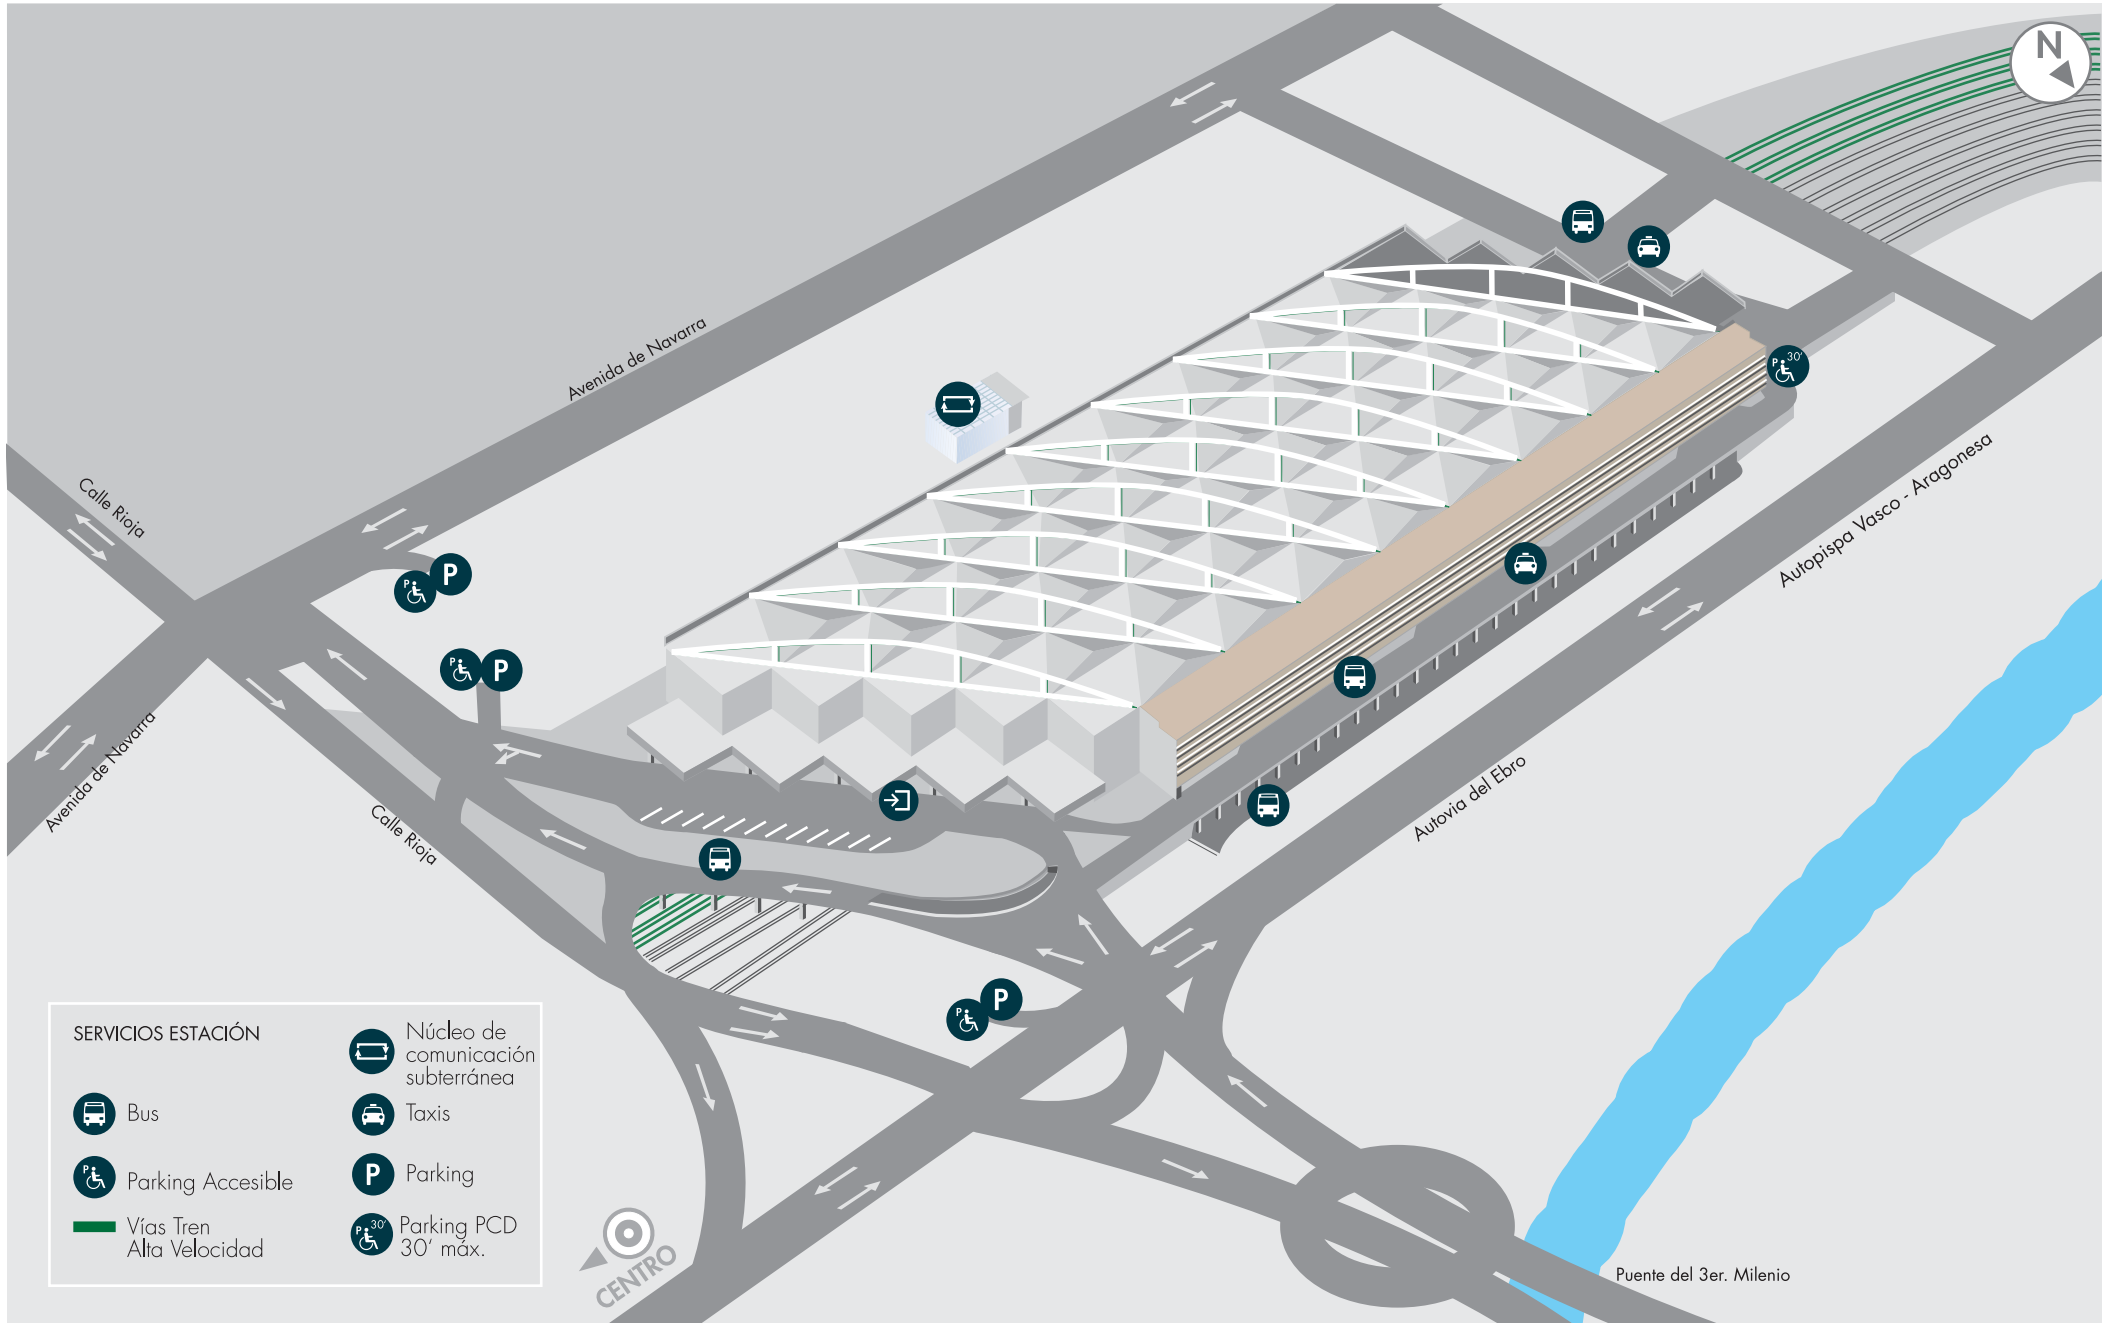 N
Avenida de Navarra
Calle Rioja
30'
P
P
P
P
P
P
Autopispa Vasco - Aragonesa
Autovia del Ebro
Avenida de Navarra
Calle Rioja
P
P
SERVICIOS ESTACIÓN
Bus
P
Parking Accesible
Vías Tren
Alta Velocidad
Núcleo de
comunicación
subterránea
Taxis
P
Parking
P
30'
Parking PCD
30' máx.
CENTRO
Puente del 3er. Milenio